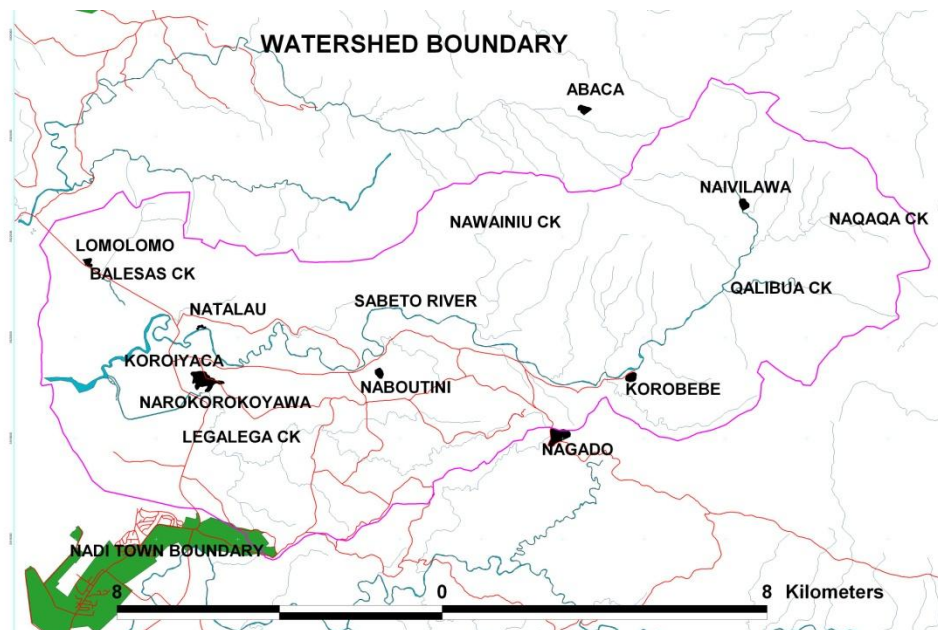 WATERSHED BOUNDARY
ABACA
NAIVILAWA
NAWAINIU CK
NAQAQA CK
LOMOLOMO
BALESAS CK
QALIBUA CK
SABETO RIVER
NATALAU
KOROIYACA
NABOUTINI
KOROBEBE
NAROKOROKOYAWA
LEGALEGA CK
NAGADO
NADI TOWN BOUNDARY
8 0 8 Kilometers